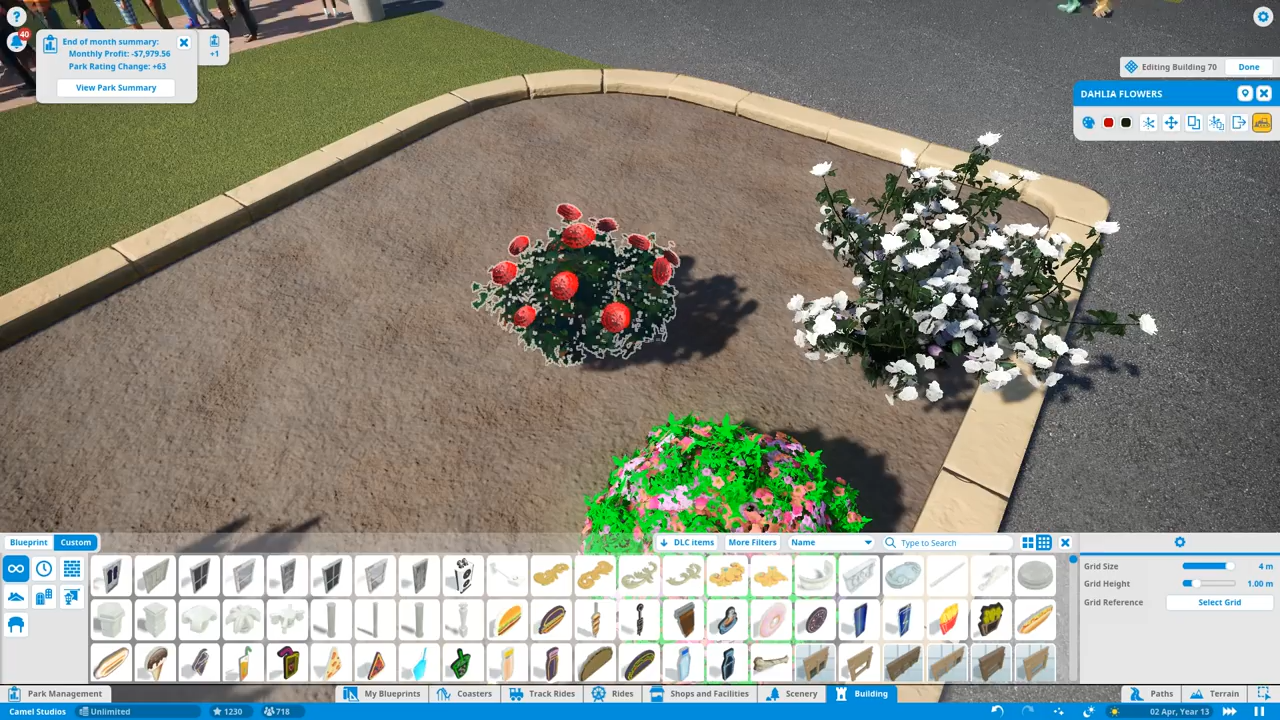 ?
40
End of month summary:
Monthly Profit: -$7,979.56
Park Rating Change: +63
View Park Summary
+1
Editing Building 70
Done
DAHLIA FLOWERS
Blueprint
Custom
DLC items
More Filters
Name
Type to Search
Grid Size
4 m
Grid Height
1.00 m
Grid Reference
Select Grid
Park Management
My Blueprints
Coasters
Track Rides
Rides
Shops and Facilities
Scenery
Building
Paths
Terrain
Camel Studios
Unlimited
1230
718
02 Apr, Year 13